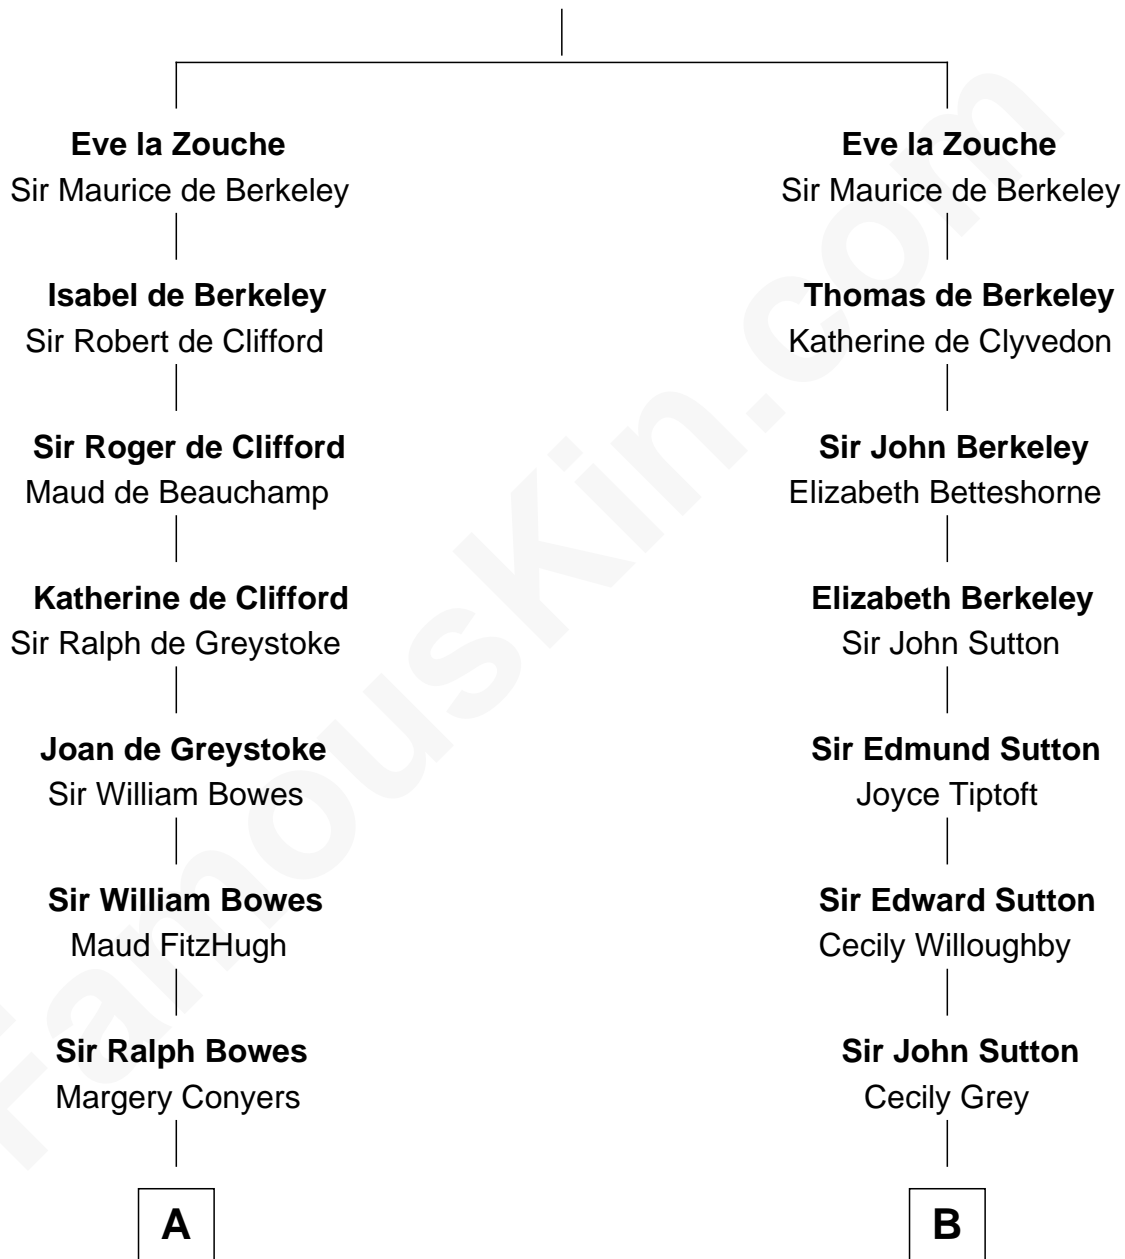 Eve la Zouche
Sir Maurice de Berkeley
Isabel de Berkeley
Sir Robert de Clifford
Sir Roger de Clifford
Maud de Beauchamp
Katherine de Clifford
Sir Ralph de Greystoke
Joan de Greystoke
Sir William Bowes
Sir William Bowes
Maud FitzHugh
Sir Ralph Bowes
Margery Conyers
A
Eve la Zouche
Sir Maurice de Berkeley
Thomas de Berkeley
Katherine de Clyvedon
Sir John Berkeley
Elizabeth Betteshorne
Elizabeth Berkeley
Sir John Sutton
Sir Edmund Sutton
Joyce Tiptoft
Sir Edward Sutton
Cecily Willoughby
Sir John Sutton
Cecily Grey
B
FamousKin.com